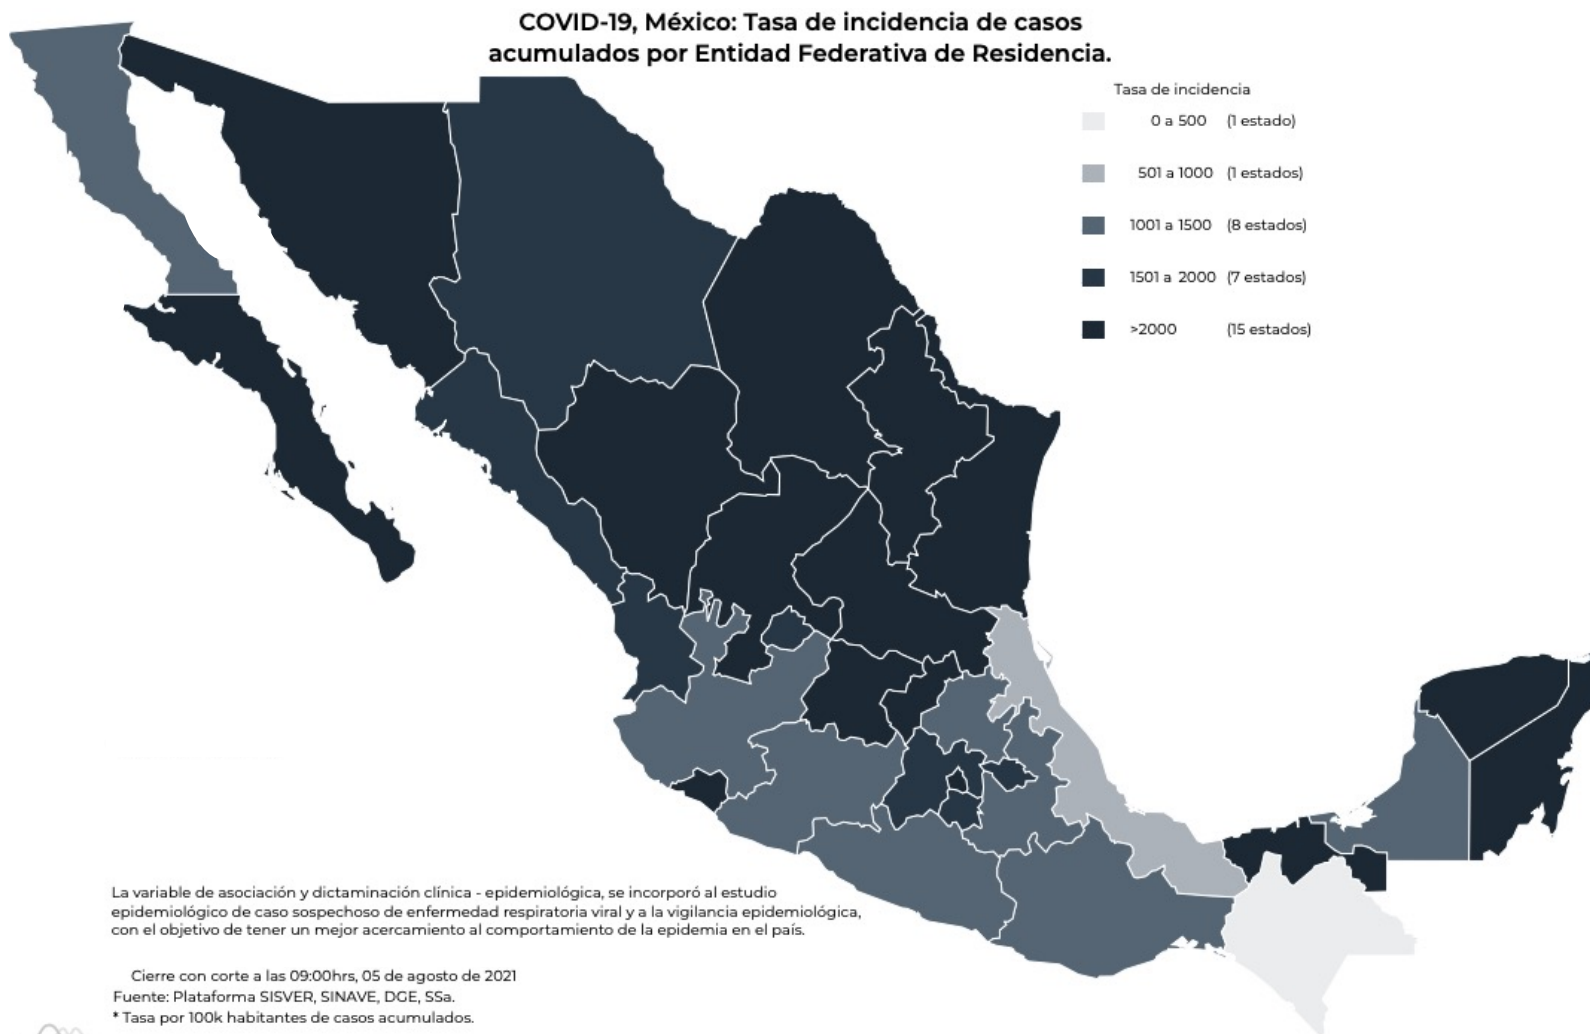 COVID-19, México: Tasa de incidencia de casos
acumulados por Entidad Federativa de Residencia.
Tasa de incidencia
0 a 500 (1 estado)
501 a 1000 (1 estados)
1001 a 1500 (8 estados)
1501 a 2000 (7 estados)
>2000 (15 estados)
La variable de asociación y dictaminación clínica - epidemiológica, se incorporó al estudio
epidemiológico de caso sospechoso de enfermedad respiratoria viral y a la vigilancia epidemiológica,
con el objetivo de tener un mejor acercamiento al comportamiento de la epidemia en el país.
Cierre con corte a las 09:00hrs, 05 de agosto de 2021
Fuente: Plataforma SISVER, SINAVE, DGE, SSa.
* Tasa por 100k habitantes de casos acumulados.